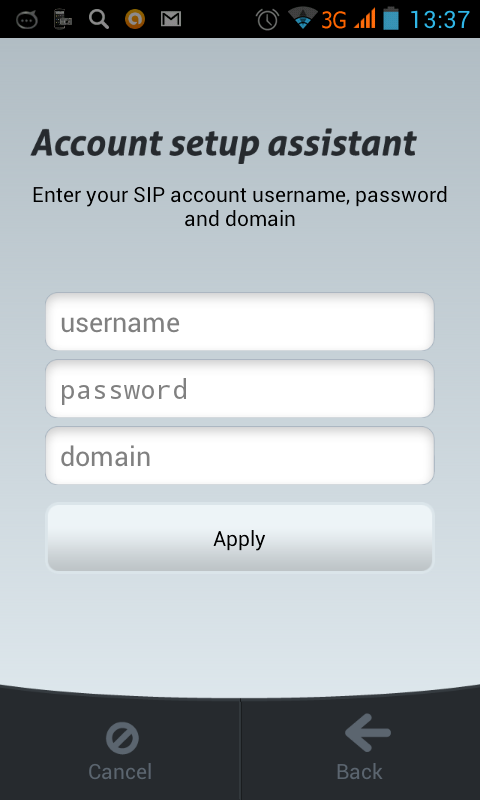 3G 13:37
Account setup assistant
Enter your SIP account username, password
and domain
username
password
domain
Apply
Cancel Back